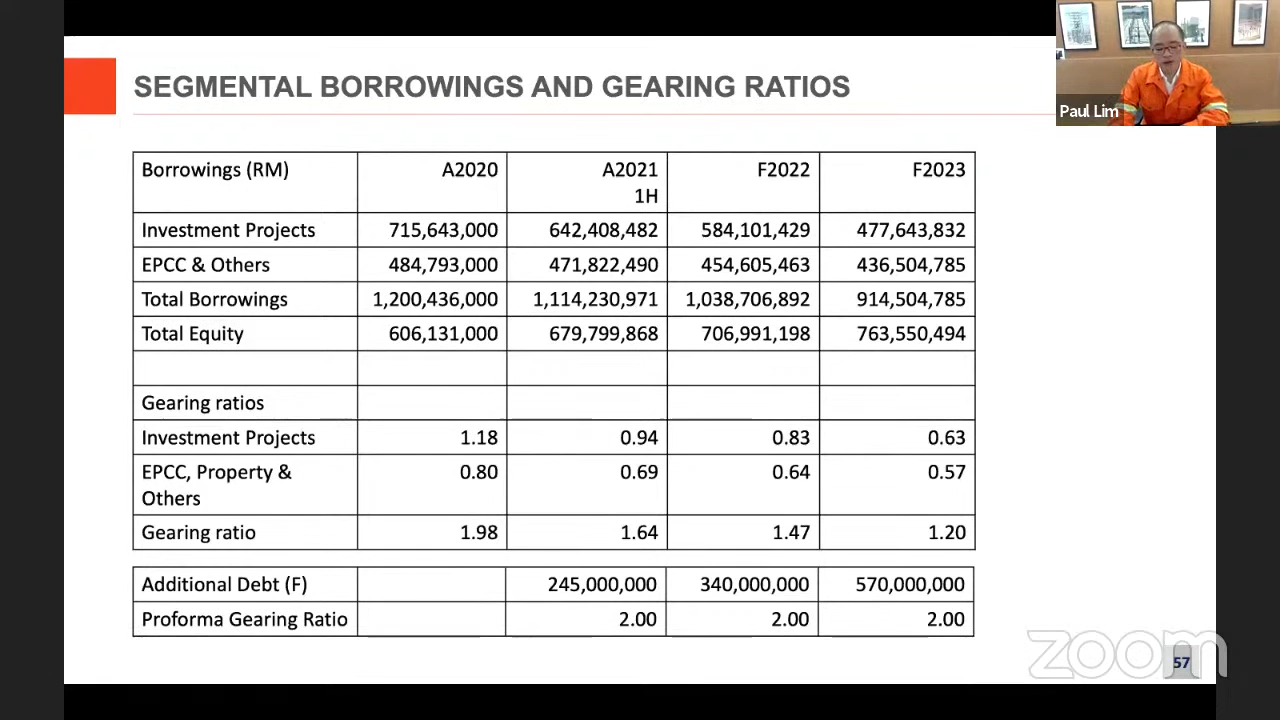 SEGMENTAL BORROWINGS AND GEARING RATIOS
Paul Lim
Borrowings (RM) A2020 A2021 F2022 F2023
1H
Investment Projects 715,643,000 642,408,482 584,101,429 477,643,832
EPCC & Others 484,793,000 471,822,490 454,605,463 436,504,785
Total Borrowings 1,200,436,000 1,114,230,971 1,038,706,892 914,504,785
Total Equity 606,131,000 679,799,868 706,991,198 763,550,494
Gearing ratios
Investment Projects 1.18 0.94 0.83 0.63
EPCC, Property & 0.80 0.69 0.64 0.57
Others
Gearing ratio 1.98 1.64 1.47 1.20
Additional Debt (F) 245,000,000 340,000,000 570,000,000
Proforma Gearing Ratio 2.00 2.00 2.00
zoom
57